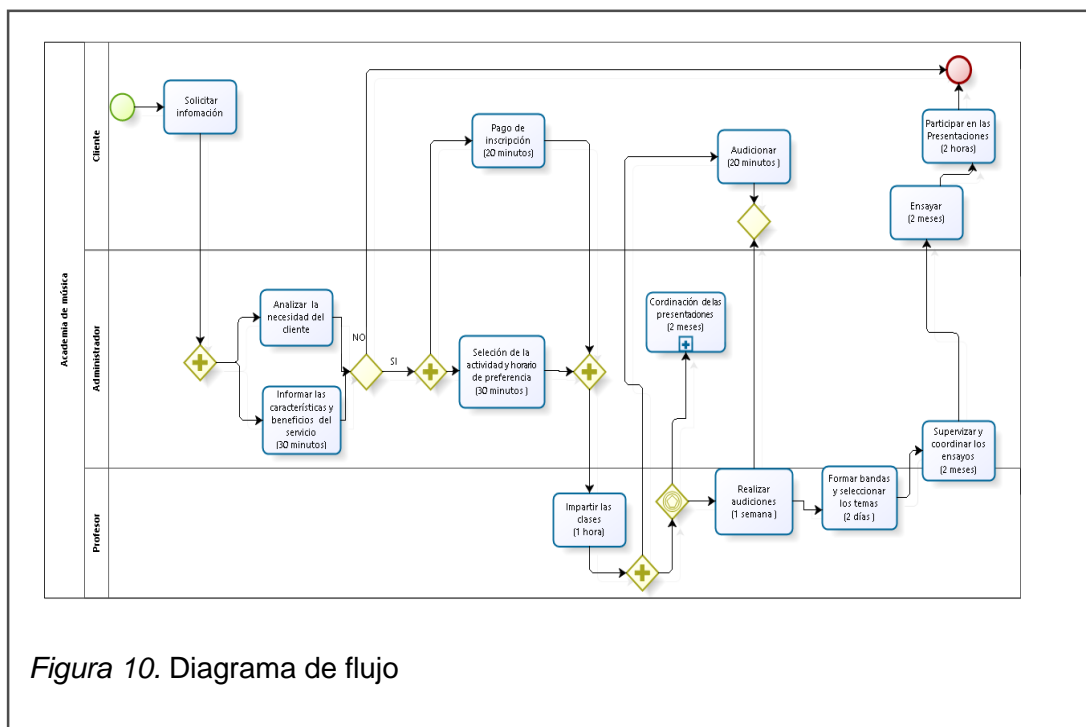 Academia de música
Cliente
Administrador
Profesor
Solicitar
infomación
Pago de
inscripción
(20 minutos)
Audicionar
(20 minutos )
Participar en las
Presentaciones
(2 horas)
Ensayar
(2 meses)
Analizar la
necesidad del
cliente
Informar las
características y
beneficios del
servicio
(30 minutos)
NO
SI
Seleción de la
actividad y horario
de preferencia
(30 minutos )
Cordinación de las
presentaciones
(2 meses)
Supervizar y
coordinar los
ensayos
(2 meses)
Impartir las
clases
(1 hora)
Realizar
audiciones
(1 semana )
Formar bandas
y seleccionar
los temas
(2 días )
Figura 10. Diagrama de flujo